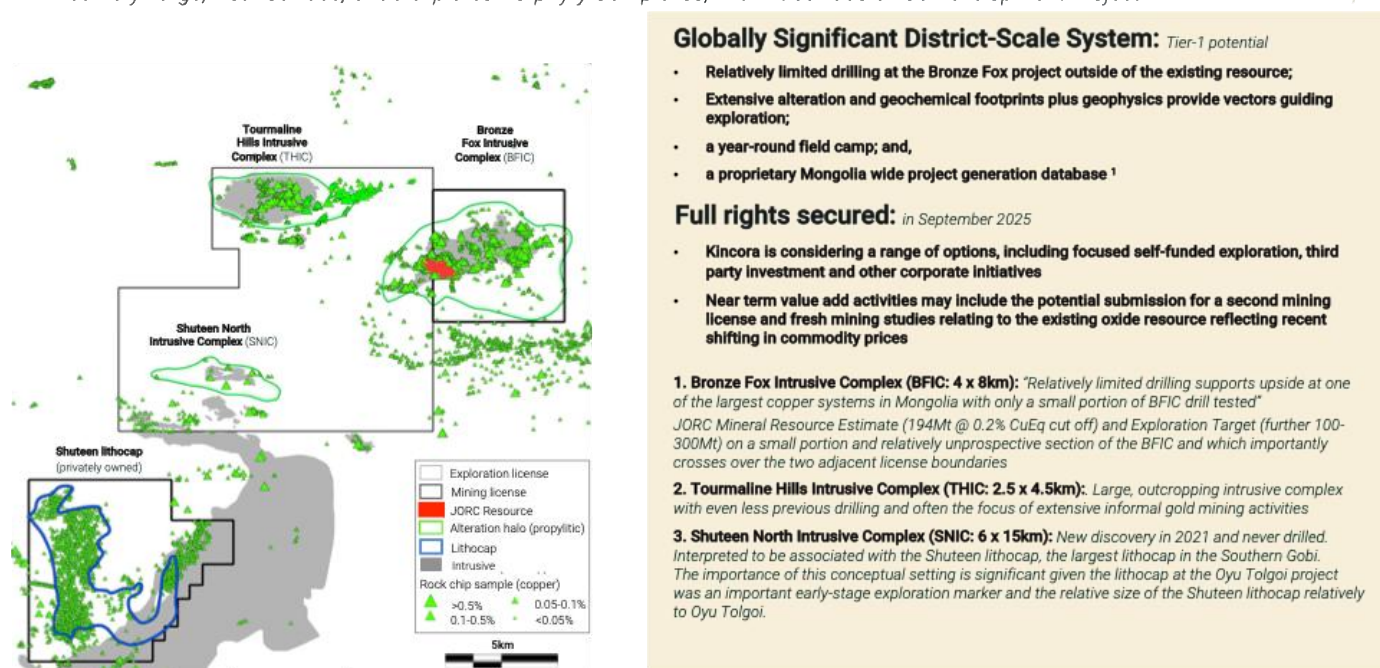 Tourmaline
Hills Intrusive
Complex (THIC)
Bronze
Fox Intrusive
Complex (BFIC)
Shuteen North
Intrusive Complex (SNIC)
Shuteen lithocap
(privately owned)
Exploration license
Mining license
JORC Resource
Alteration halo (propylitic)
Lithocap
Intrusive
Rock chip sample (copper)
>0.5%
0.05-0.1%
0.1-0.5%
<0.05%
5km
Globally Significant District-Scale System: Tier-1 potential
• Relatively limited drilling at the Bronze Fox project outside of the existing resource;
• Extensive alteration and geochemical footprints plus geophysics provide vectors guiding
exploration;
• a year-round field camp; and,
• a proprietary Mongolia wide project generation database ¹
Full rights secured: in September 2025
• Kincora is considering a range of options, including focused self-funded exploration, third
party investment and other corporate initiatives
• Near term value add activities may include the potential submission for a second mining
license and fresh mining studies relating to the existing oxide resource reflecting recent
shifting in commodity prices
1. Bronze Fox Intrusive Complex (BFIC: 4 x 8km): “Relatively limited drilling supports upside at one
of the largest copper systems in Mongolia with only a small portion of BFIC drill tested”
JORC Mineral Resource Estimate (194Mt @ 0.2% CuEq cut off) and Exploration Target (further 100-
300Mt) on a small portion and relatively unprospective section of the BFIC and which importantly
crosses over the two adjacent license boundaries
2. Tourmaline Hills Intrusive Complex (THIC: 2.5 x 4.5km):. Large, outcropping intrusive complex
with even less previous drilling and often the focus of extensive informal gold mining activities
3. Shuteen North Intrusive Complex (SNIC: 6 x 15km): New discovery in 2021 and never drilled.
Interpreted to be associated with the Shuteen lithocap, the largest lithocap in the Southern Gobi.
The importance of this conceptual setting is significant given the lithocap at the Oyu Tolgoi project
was an important early-stage exploration marker and the relative size of the Shuteen lithocap relatively
to Oyu Tolgoi.